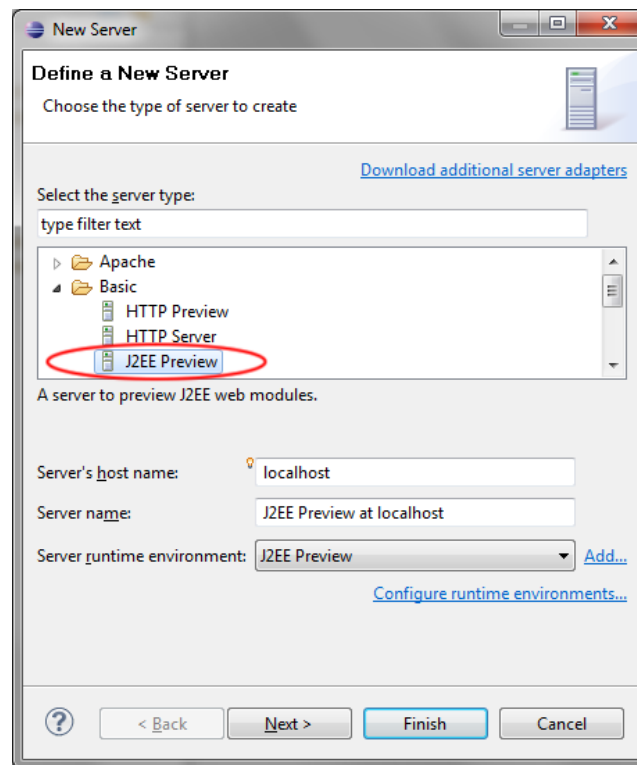 New Server
Define a New Server
Choose the type of server to create
Download additional server adapters
Select the server type:
type filter text
Apache
Basic
HTTP Preview
HTTP Server
J2EE Preview
A server to preview J2EE web modules.
Server's host name: localhost
Server name: J2EE Preview at localhost
Server runtime environment: J2EE Preview Add...
Configure runtime environments...
? < Back Next > Finish Cancel